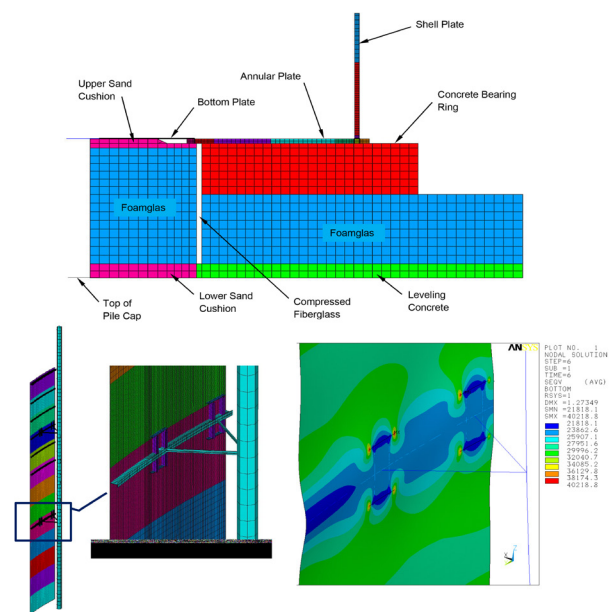 Shell Plate
Upper Sand
Cushion
Bottom Plate
Annular Plate
Concrete Bearing
Ring
Foamglas
Foamglas
Top of
Pile Cap
Lower Sand
Cushion
Compressed
Fiberglass
Leveling
Concrete
AN
PLOT NO. 1
NODAL SOLUTION
STEP=6
SUB =1
TIME=6
SEQV (AVG)
BOTTOM
RSYS=1
DMX =1.27349
SMN =21818.1
SMX =40218.8
21818.1
23862.6
25907.1
27951.6
29996.2
32040.7
34085.2
36129.8
38174.3
40218.8
X
Z